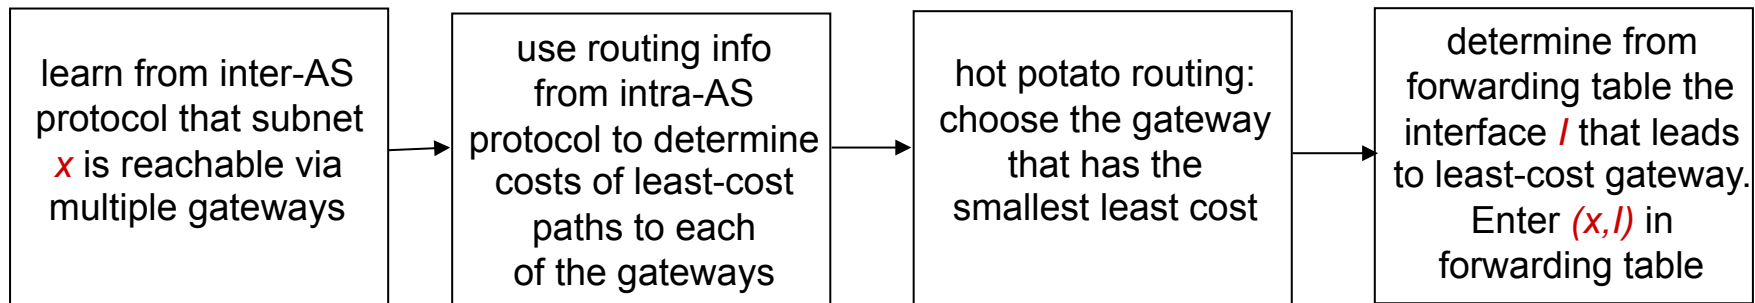 learn from inter-AS
protocol that subnet
x is reachable via
multiple gateways
use routing info
from intra-AS
protocol to determine
costs of least-cost
paths to each
of the gateways
hot potato routing:
choose the gateway
that has the
smallest least cost
determine from
forwarding table the
interface I that leads
to least-cost gateway.
Enter (x,I) in
forwarding table